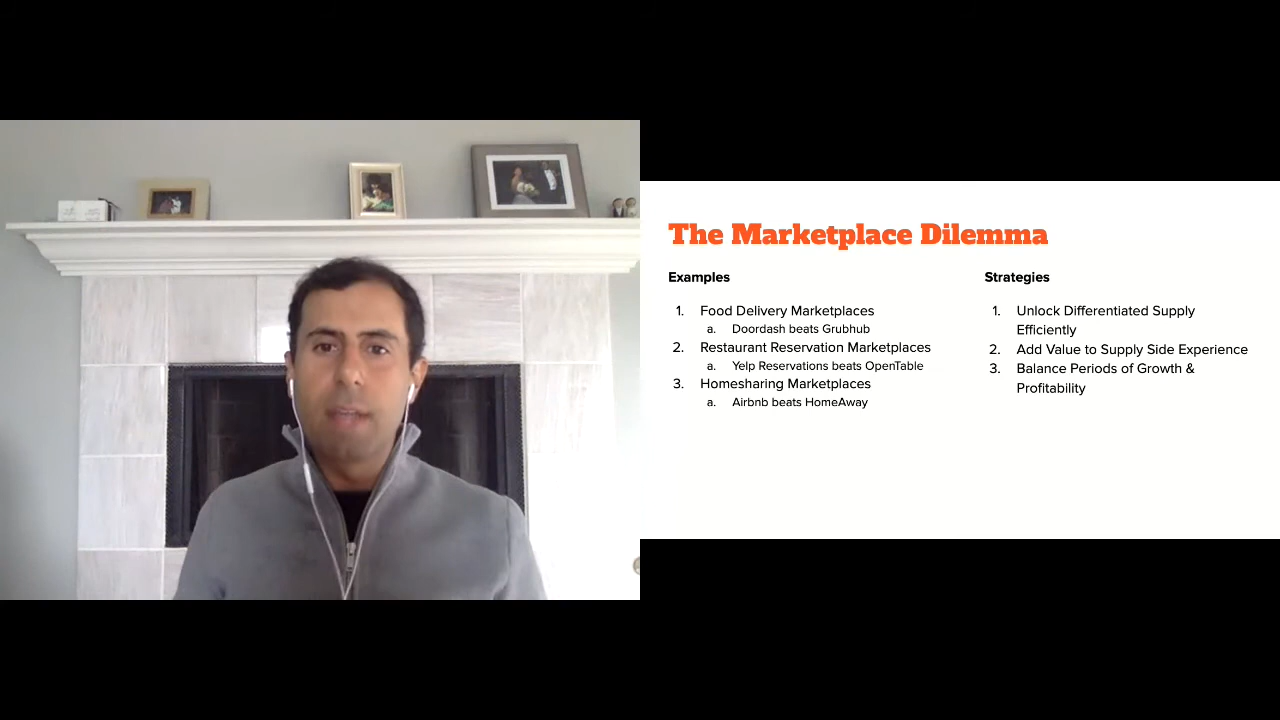 The Marketplace Dilemma
Examples
1. Food Delivery Marketplaces
a. Doordash beats Grubhub
2. Restaurant Reservation Marketplaces
a. Yelp Reservations beats OpenTable
3. Homesharing Marketplaces
a. Airbnb beats HomeAway
Strategies
1. Unlock Differentiated Supply
Efficiently
2. Add Value to Supply Side Experience
3. Balance Periods of Growth &
Profitability